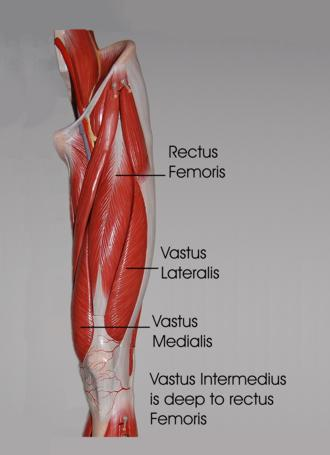 Rectus
Femoris
Vastus
Lateralis
Vastus
Medialis
Vastus Intermedius
is deep to rectus
Femoris